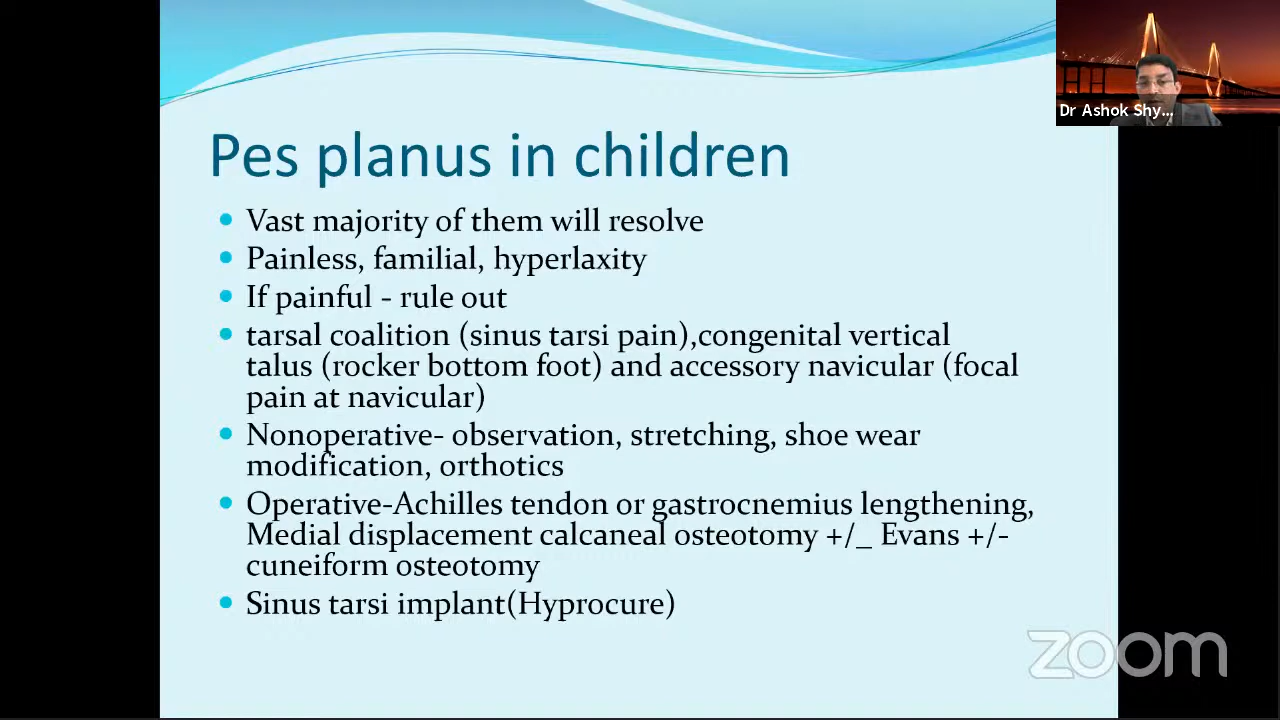 Dr Ashok Shy...
Pes planus in children
• Vast majority of them will resolve
• Painless, familial, hyperlaxity
• If painful - rule out
• tarsal coalition (sinus tarsi pain),congenital vertical
talus (rocker bottom foot) and accessory navicular (focal
pain at navicular)
• Nonoperative- observation, stretching, shoe wear
modification, orthotics
• Operative-Achilles tendon or gastrocnemius lengthening,
Medial displacement calcaneal osteotomy +/_ Evans +/-
cuneiform osteotomy
• Sinus tarsi implant(Hyprocure)
zoom